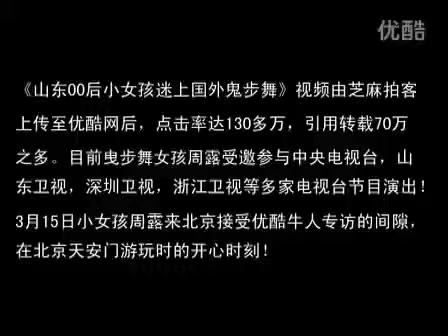 优酷
《山东00后小女孩迷上国外鬼步舞》视频由芝麻拍客
上传至优酷网后，点击率达130多万，引用转载70万
之多。目前曳步舞女孩周露受邀参与中央电视台，山
东卫视，深圳卫视，浙江卫视等多家电视台节目演出！
3月15日小女孩周露来北京接受优酷牛人专访的间隙，
在北京天安门游玩时的开心时刻！